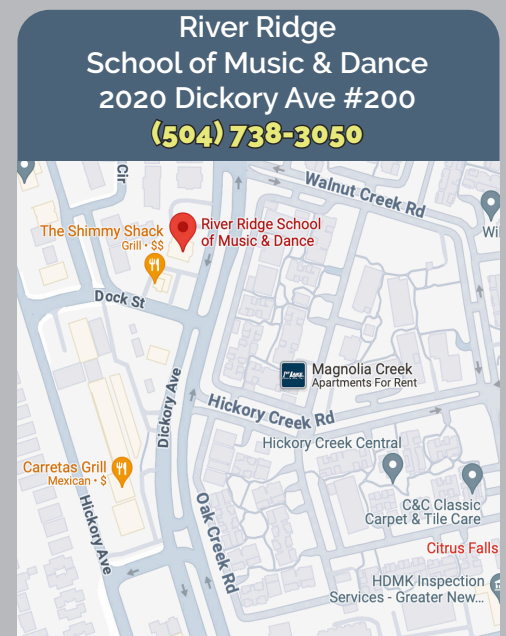 River Ridge
School of Music & Dance
2020 Dickory Ave #200
(504) 738-3050
Cir
Walnut Creek Rd
The Shimmy Shack
Grill • $$
River Ridge School
of Music & Dance
Wi
Dock St
Magnolia Creek
Apartments For Rent
Dickory Ave
Hickory Creek Rd
Hickory Creek Central
Carretas Grill
Mexican • $
C&C Classic
Carpet & Tile Care
Hickory Ave
Oak Creek Rd
Citrus Falls
HDMK Inspection
Services - Greater New...